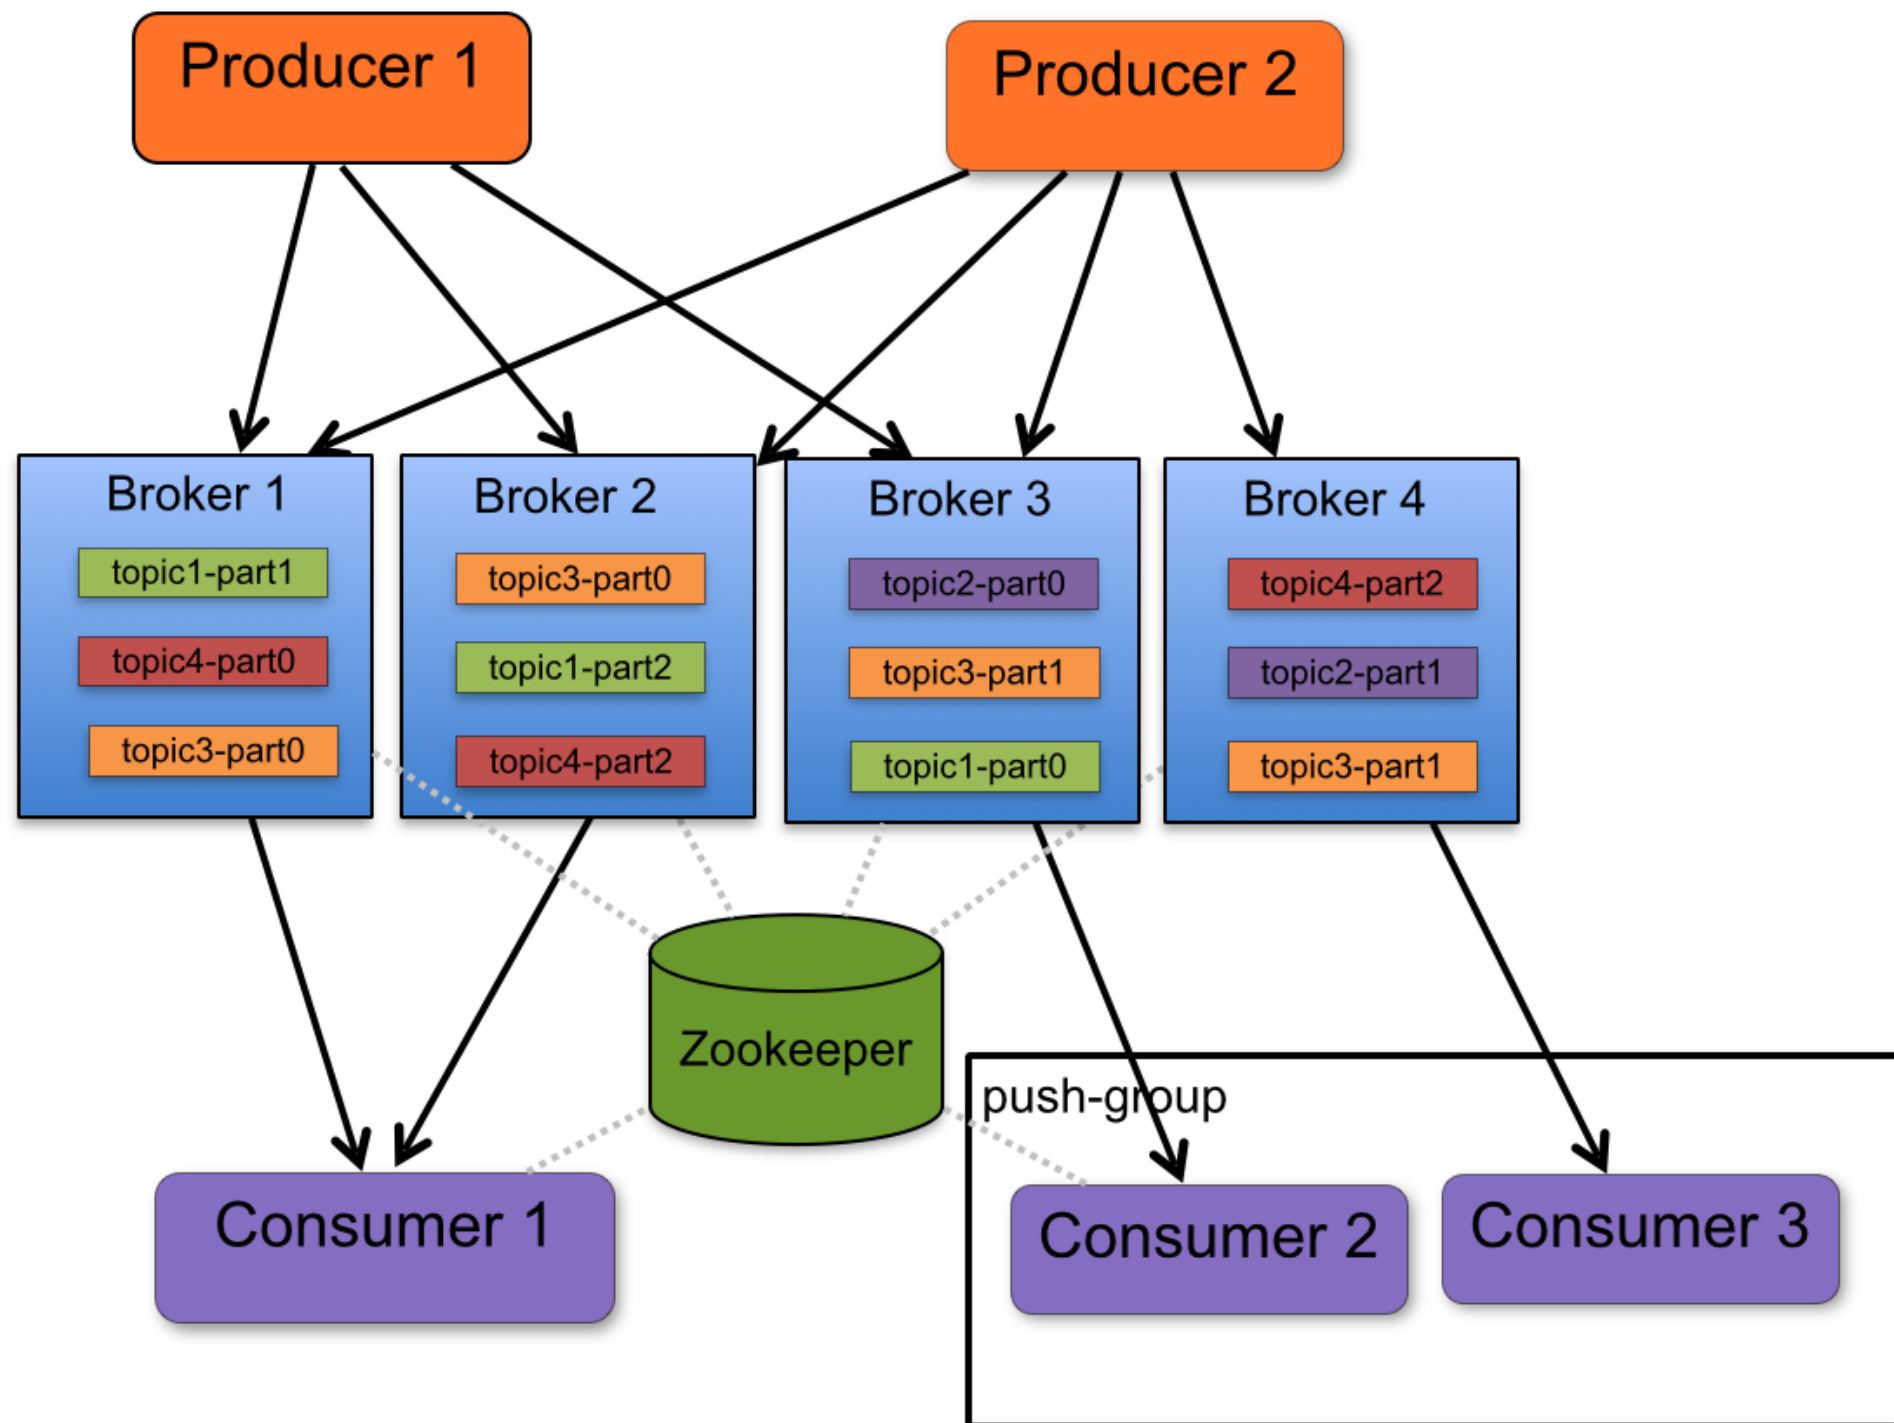 Producer 1
Producer 2
Broker 1
topic1-part1
topic4-part0
topic3-part0
Broker 2
topic3-part0
topic1-part2
topic4-part2
Broker 3
topic2-part0
topic3-part1
topic1-part0
Broker 4
topic4-part2
topic2-part1
topic3-part1
Zookeeper
push-group
Consumer 1
Consumer 2
Consumer 3